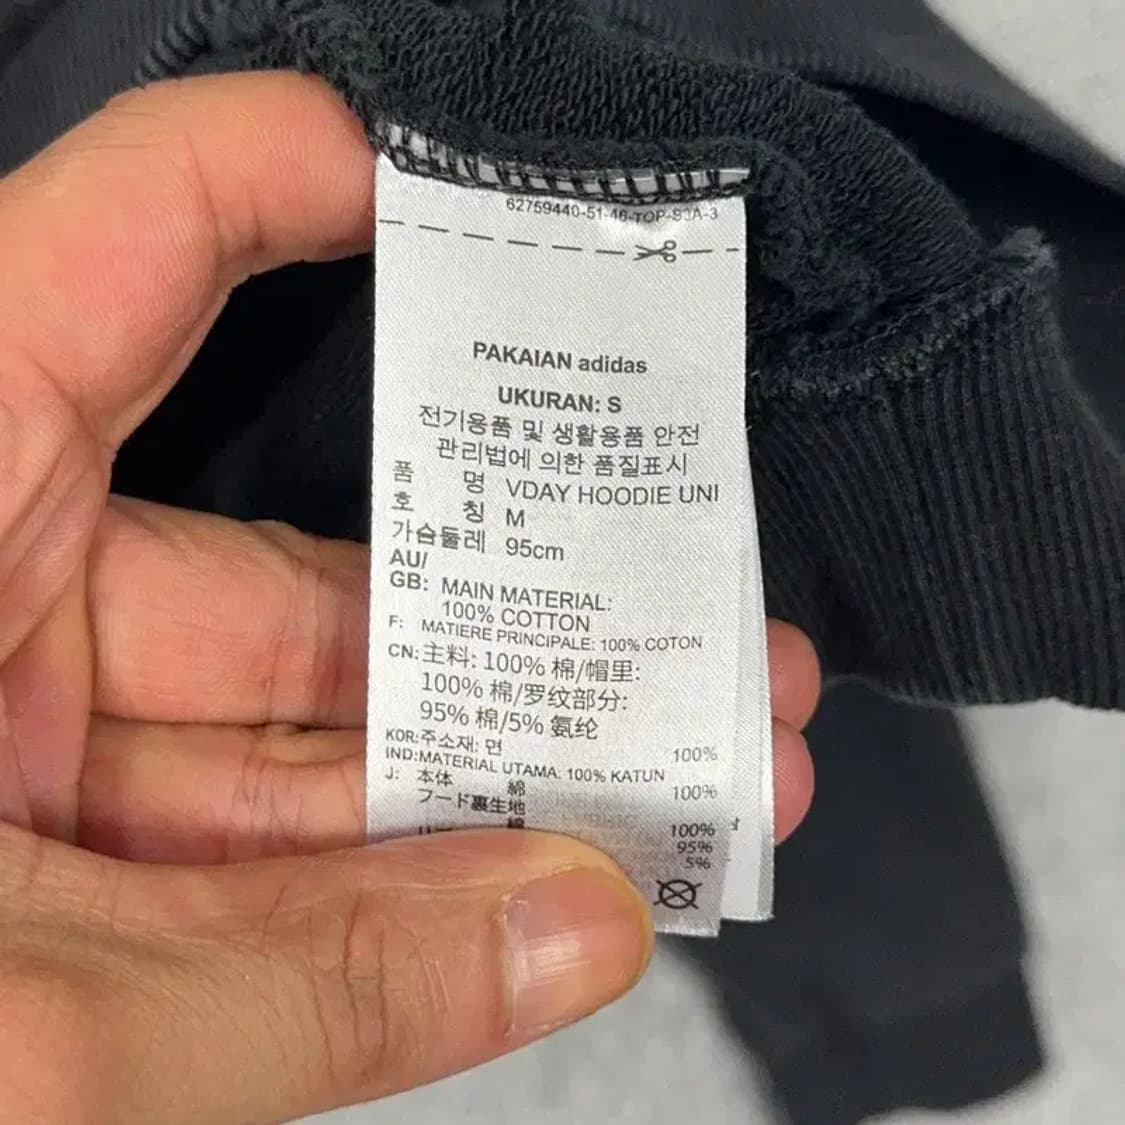 62759440-51-46-TOP-S3A-3
PAKAIAN adidas
UKURAN: S
전기용품 및 생활용품 안전
관리법에 의한 품질표시
품 명 VDAY HOODIE UNI
호 칭 M
가슴둘레 95cm
AU/
GB: MAIN MATERIAL:
100% COTTON
F: MATIERE PRINCIPALE: 100% COTON
CN:主料: 100% 棉/帽里:
100% 棉/罗纹部分:
95% 棉/5% 氨纶
KOR:주소재: 면 100%
IND:MATERIAL UTAMA: 100% KATUN
J: 本体 綿 100%
フード裏生地
綿 100%
95%
5%